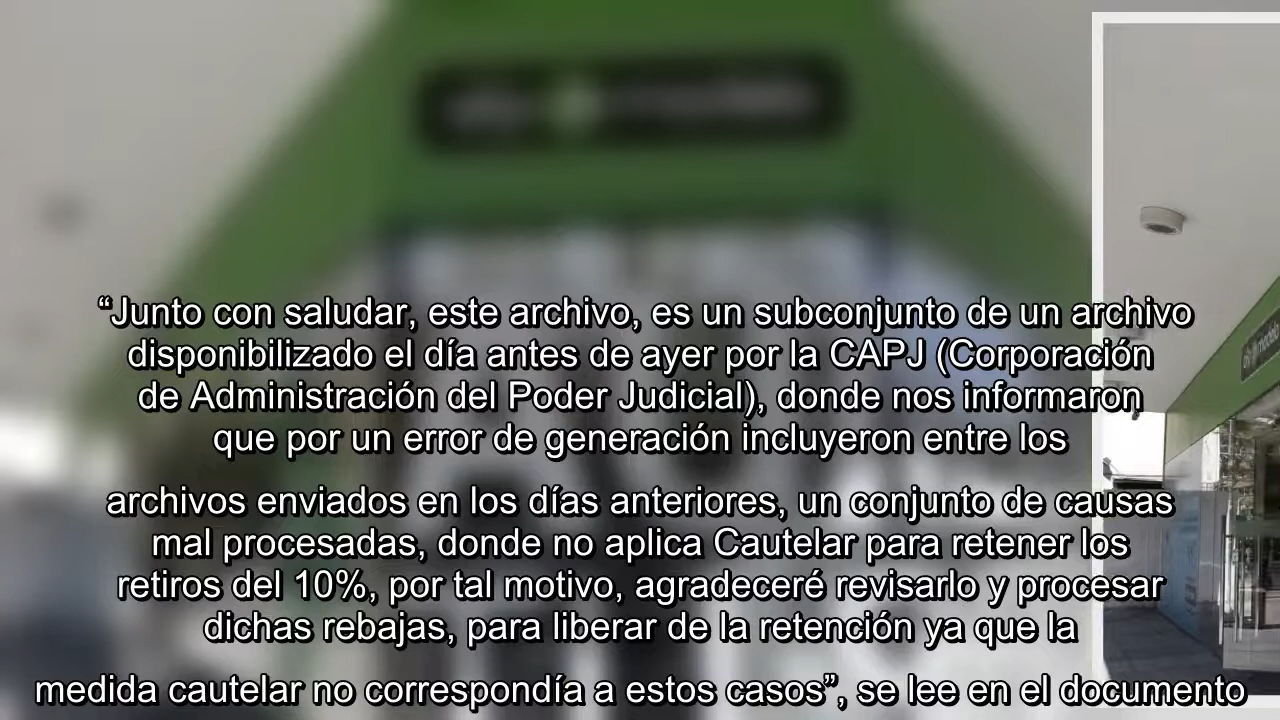 “Junto con saludar, este archivo, es un subconjunto de un archivo
disponibilizado el día antes de ayer por la CAPJ (Corporación
de Administración del Poder Judicial), donde nos informaron
que por un error de generación incluyeron entre los
archivos enviados en los días anteriores, un conjunto de causas
mal procesadas, donde no aplica Cautelar para retener los
retiros del 10%, por tal motivo, agradeceré revisarlo y procesar
dichas rebajas, para liberar de la retención ya que la
medida cautelar no correspondía a estos casos”, se lee en el documento